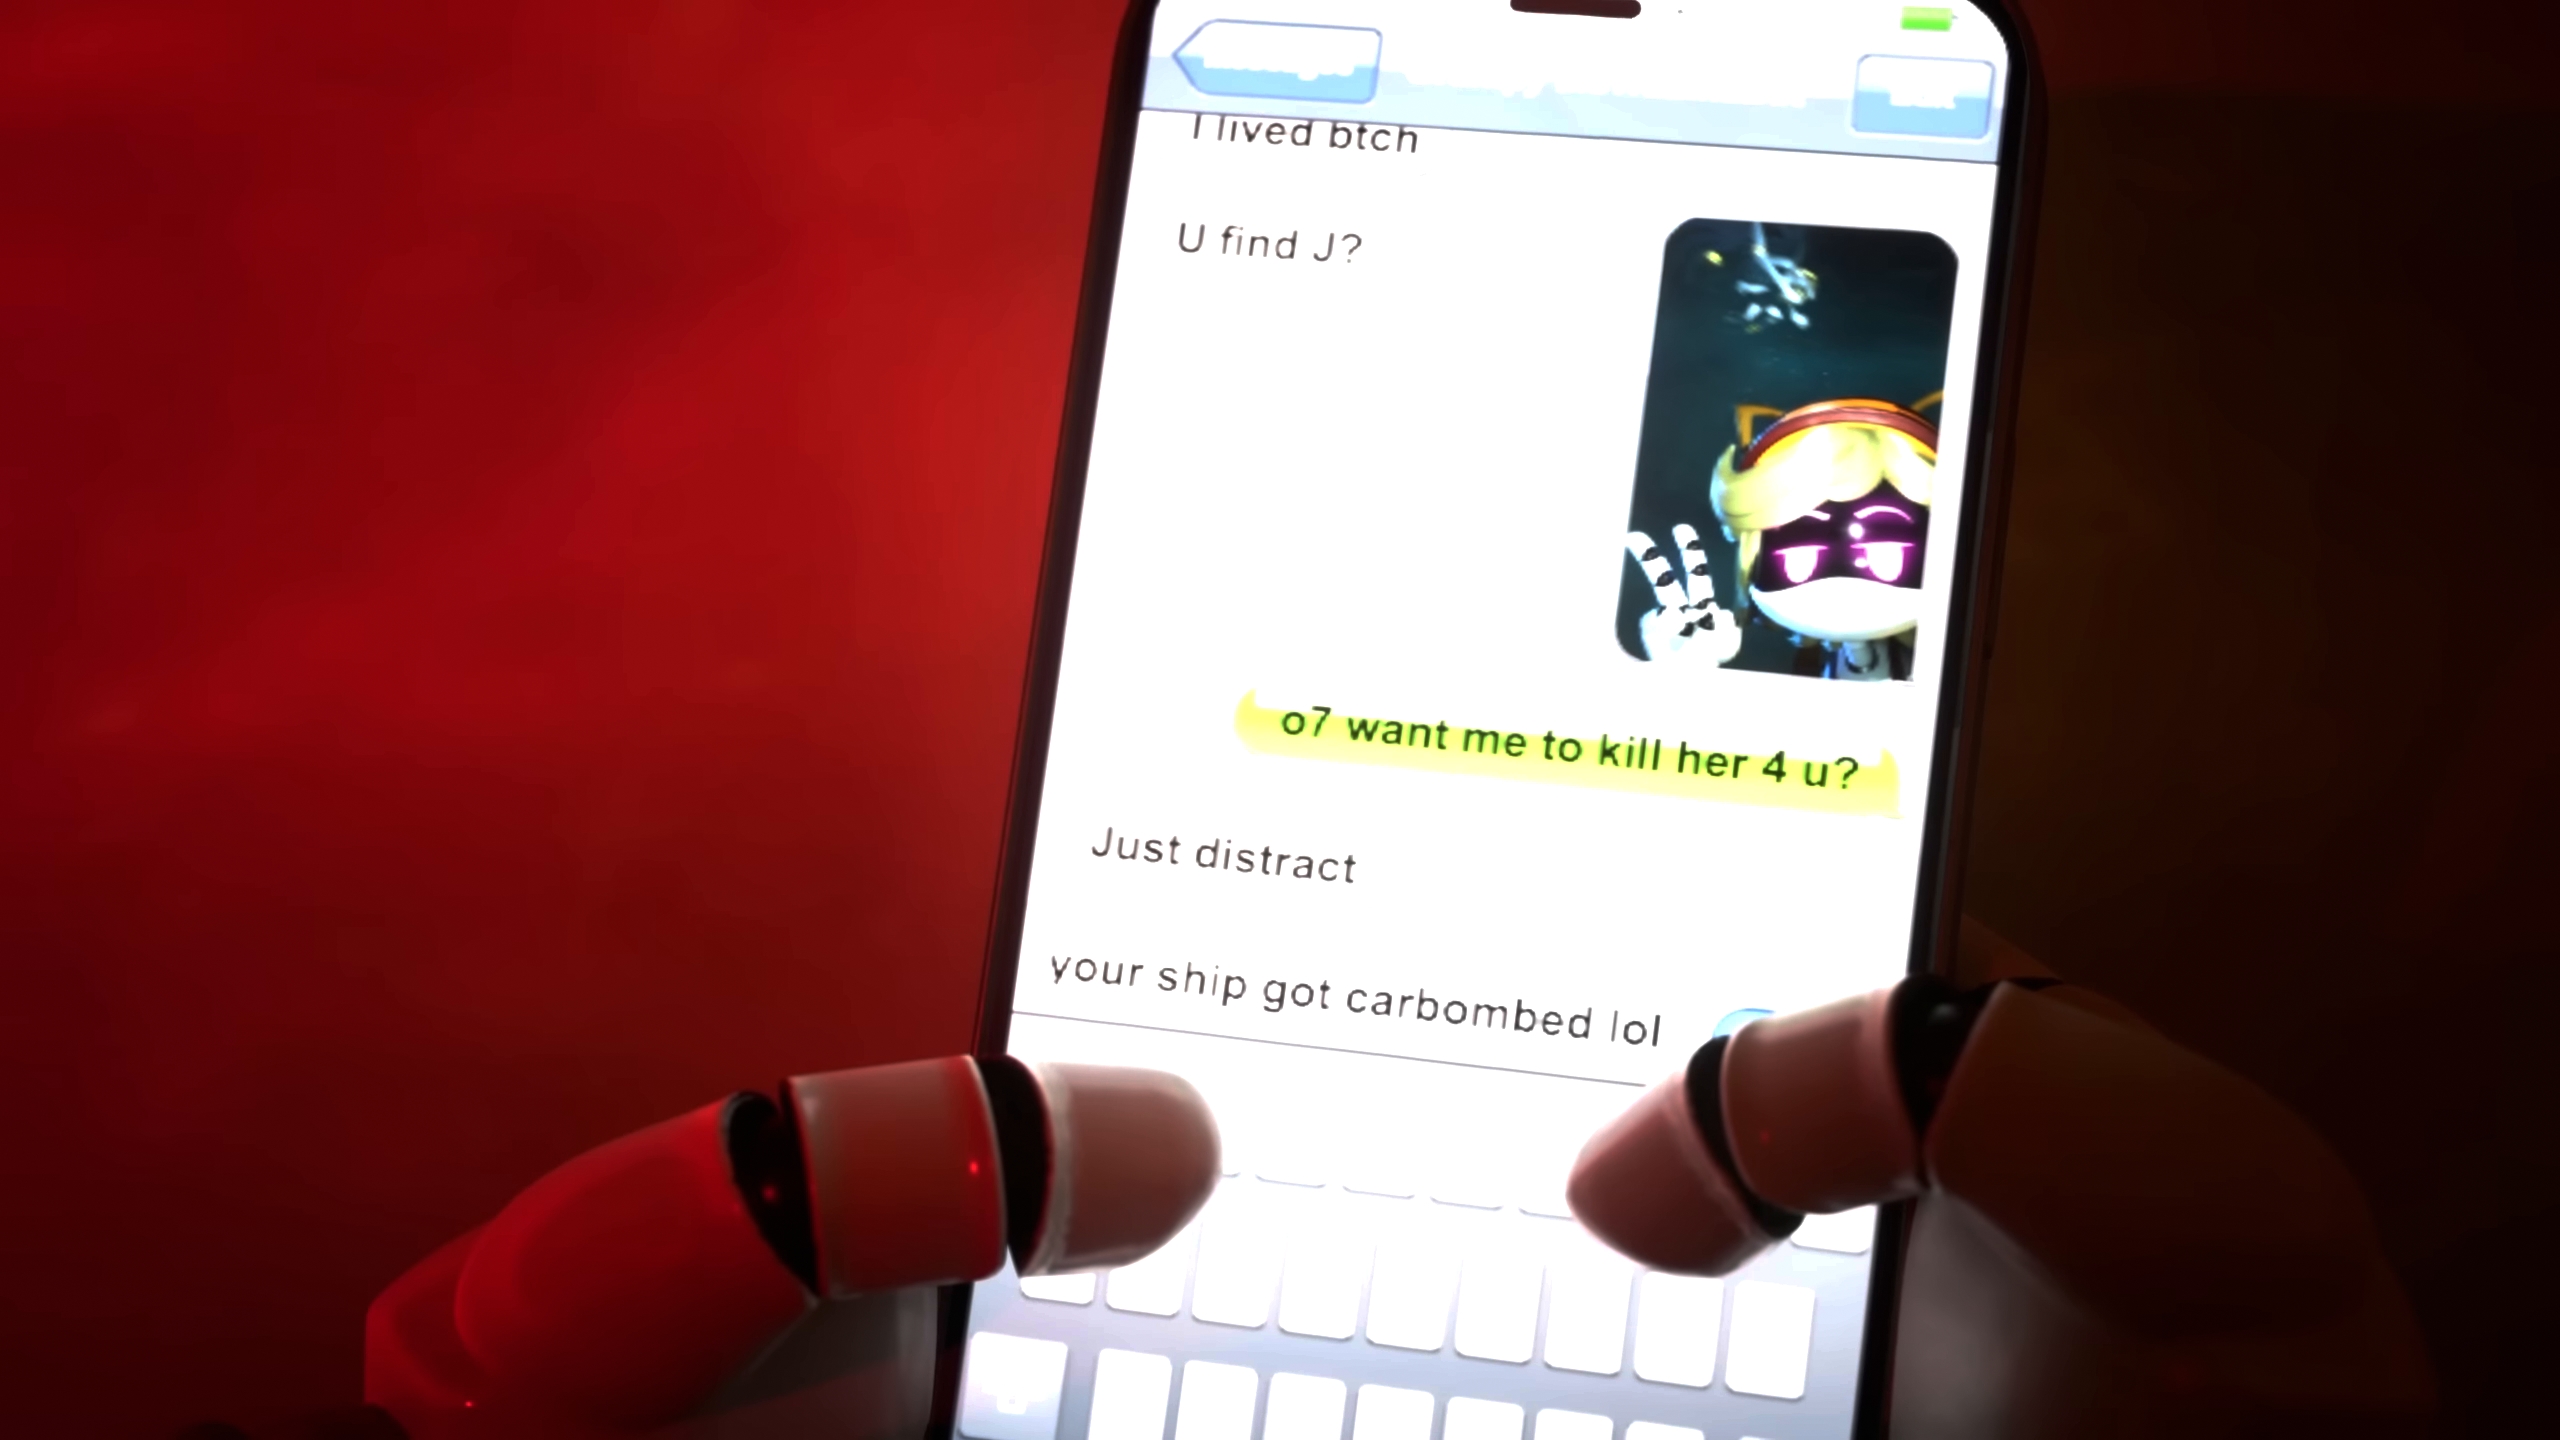 I lived btch
U find J?
o7 want me to kill her 4 u?
Just distract
your ship got carbombed lol